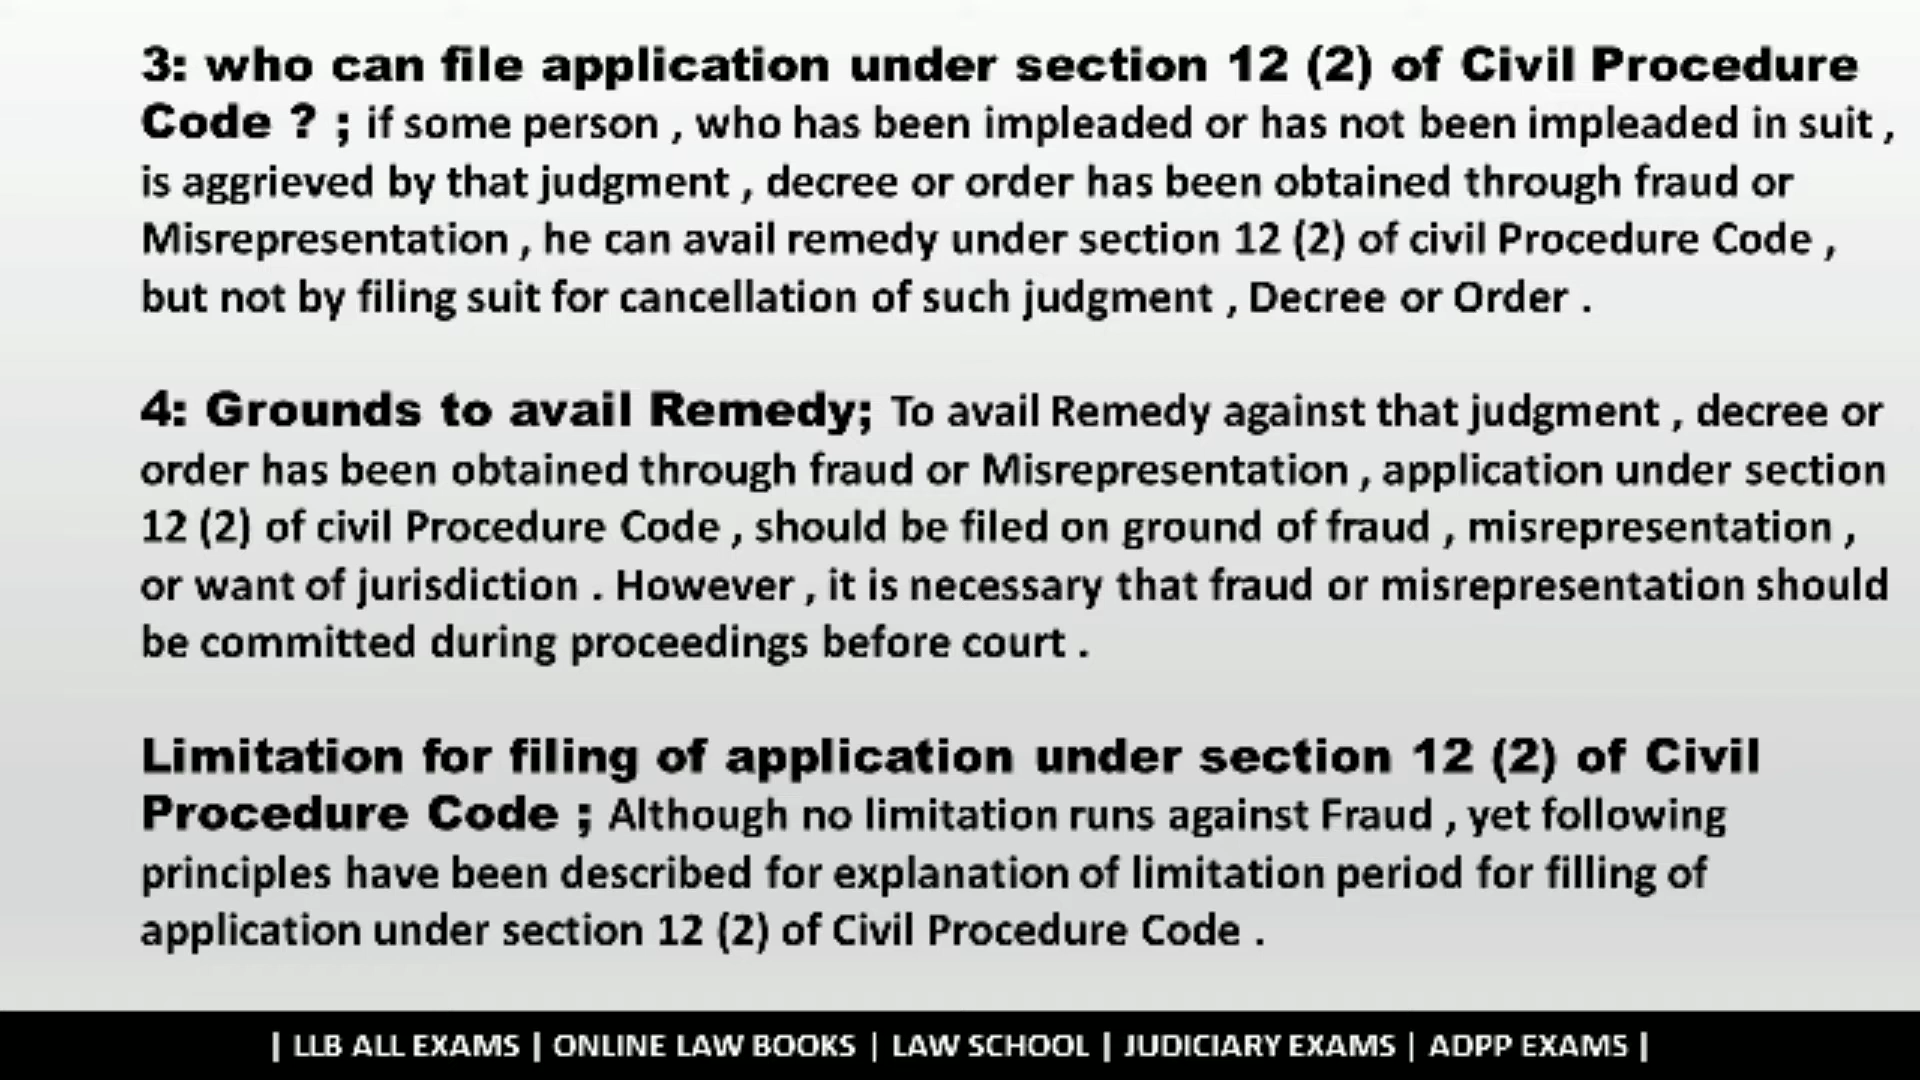 3: who can file application under section 12 (2) of Civil Procedure
Code ? ; if some person , who has been impleaded or has not been impleaded in suit ,
is aggrieved by that judgment , decree or order has been obtained through fraud or
Misrepresentation , he can avail remedy under section 12 (2) of civil Procedure Code ,
but not by filing suit for cancellation of such judgment , Decree or Order .
4: Grounds to avail Remedy; To avail Remedy against that judgment , decree or
order has been obtained through fraud or Misrepresentation , application under section
12 (2) of civil Procedure Code , should be filed on ground of fraud , misrepresentation ,
or want of jurisdiction . However , it is necessary that fraud or misrepresentation should
be committed during proceedings before court .
Limitation for filing of application under section 12 (2) of Civil
Procedure Code ; Although no limitation runs against Fraud , yet following
principles have been described for explanation of limitation period for filling of
application under section 12 (2) of Civil Procedure Code .
| LLB ALL EXAMS | ONLINE LAW BOOKS | LAW SCHOOL | JUDICIARY EXAMS | ADPP EXAMS |